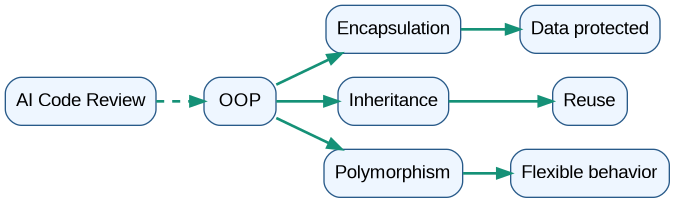 Encapsulation
Data protected
AI Code Review
OOP
Inheritance
Reuse
Polymorphism
Flexible behavior